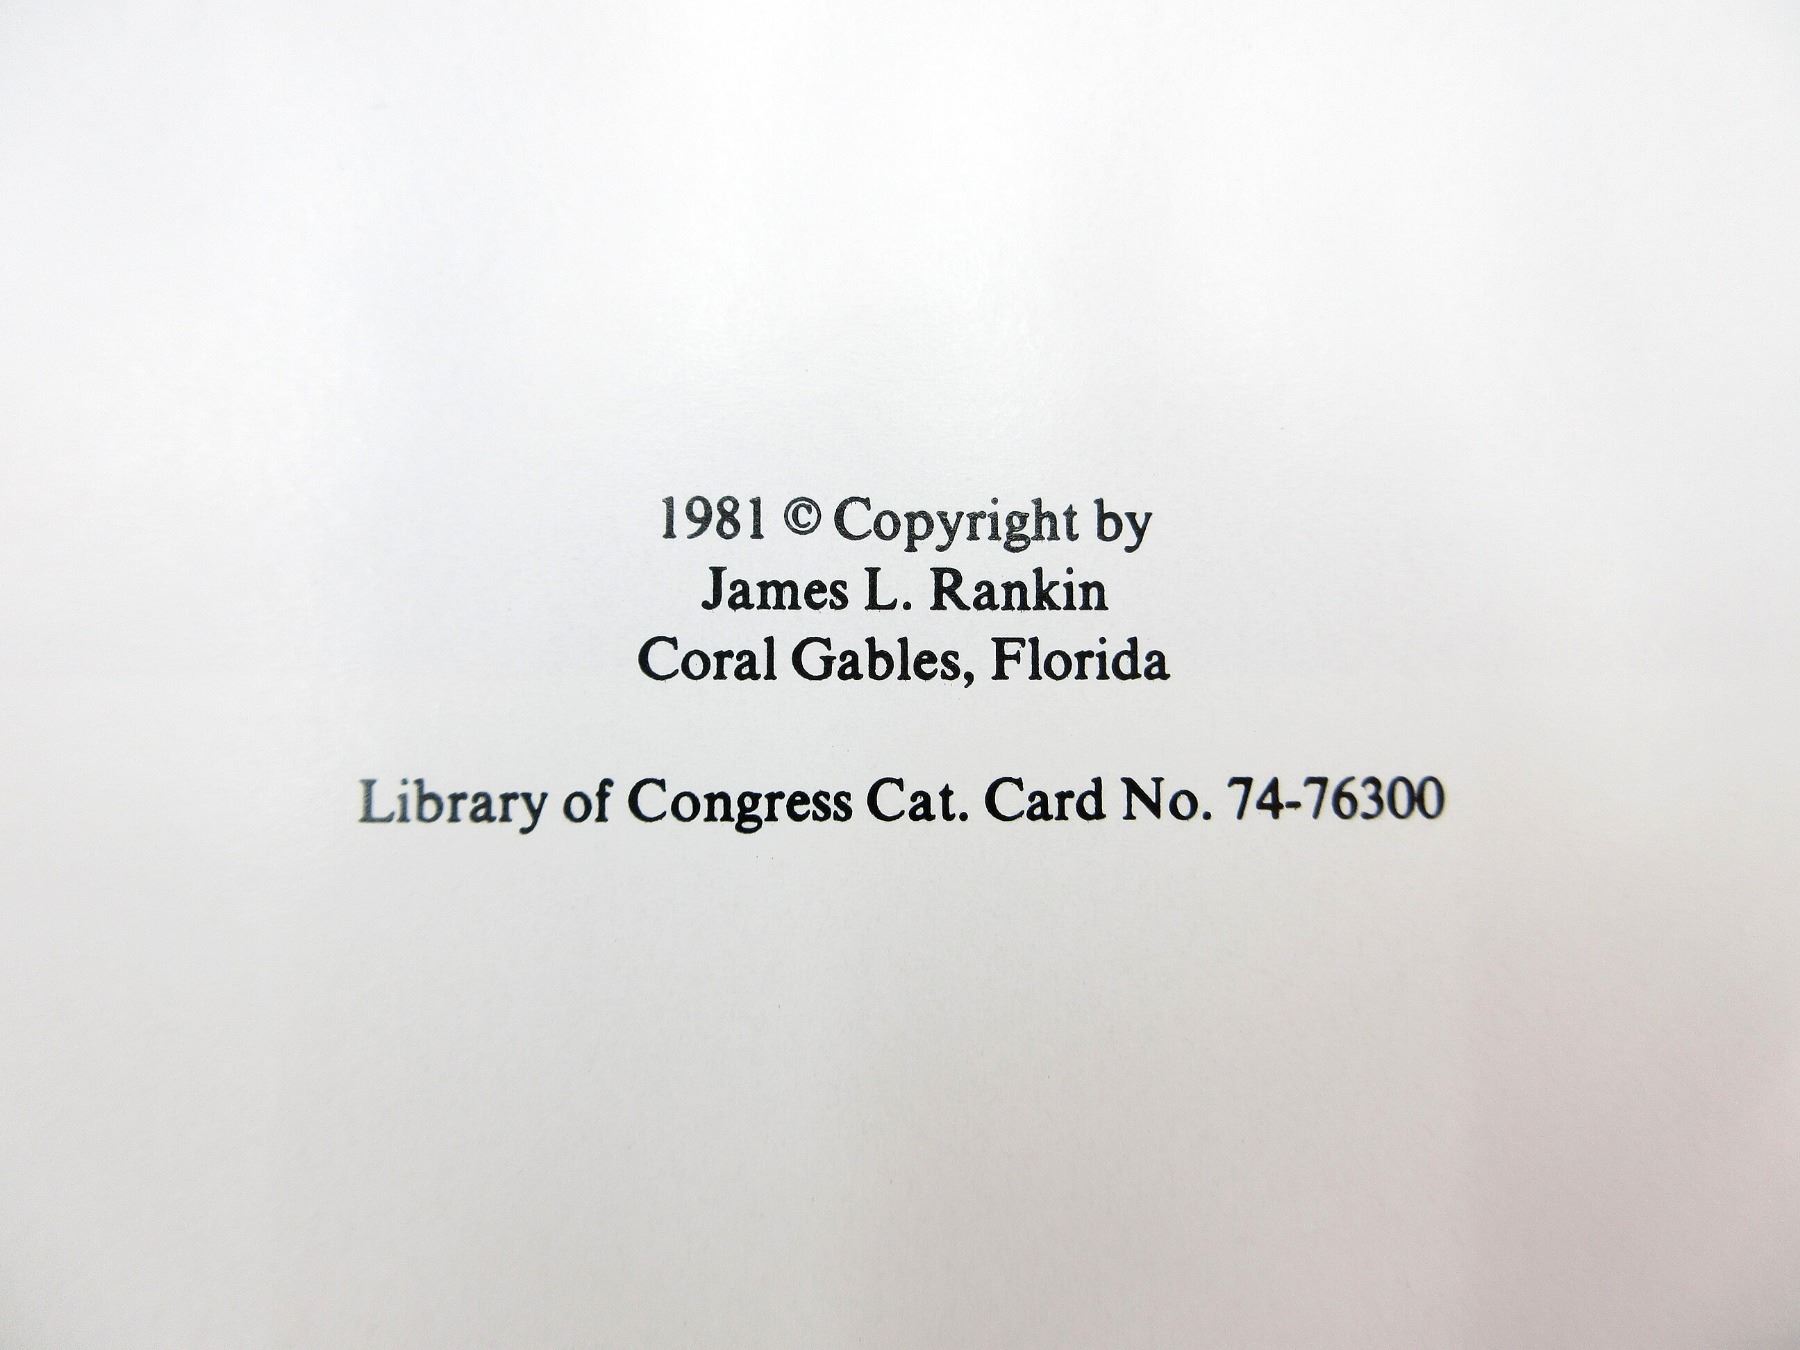 1981 © Copyright by
James L. Rankin
Coral Gables, Florida
Library of Congress Cat. Card No. 74-76300